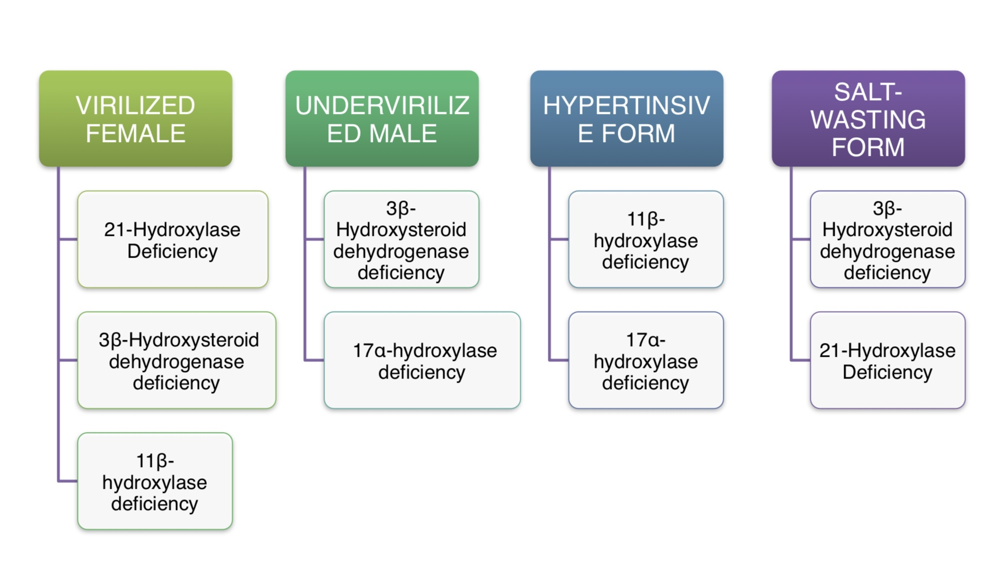 VIRILIZED
FEMALE
21-Hydroxylase
Deficiency
3β-Hydroxysteroid
dehydrogenase
deficiency
11β-
hydroxylase
deficiency
UNDERVIRILIZ
ED MALE
3β-
Hydroxysteroid
dehydrogenase
deficiency
17α-hydroxylase
deficiency
HYPERTINSIV
E FORM
11β-
hydroxylase
deficiency
17α-
hydroxylase
deficiency
SALT-
WASTING
FORM
3β-
Hydroxysteroid
dehydrogenase
deficiency
21-Hydroxylase
Deficiency